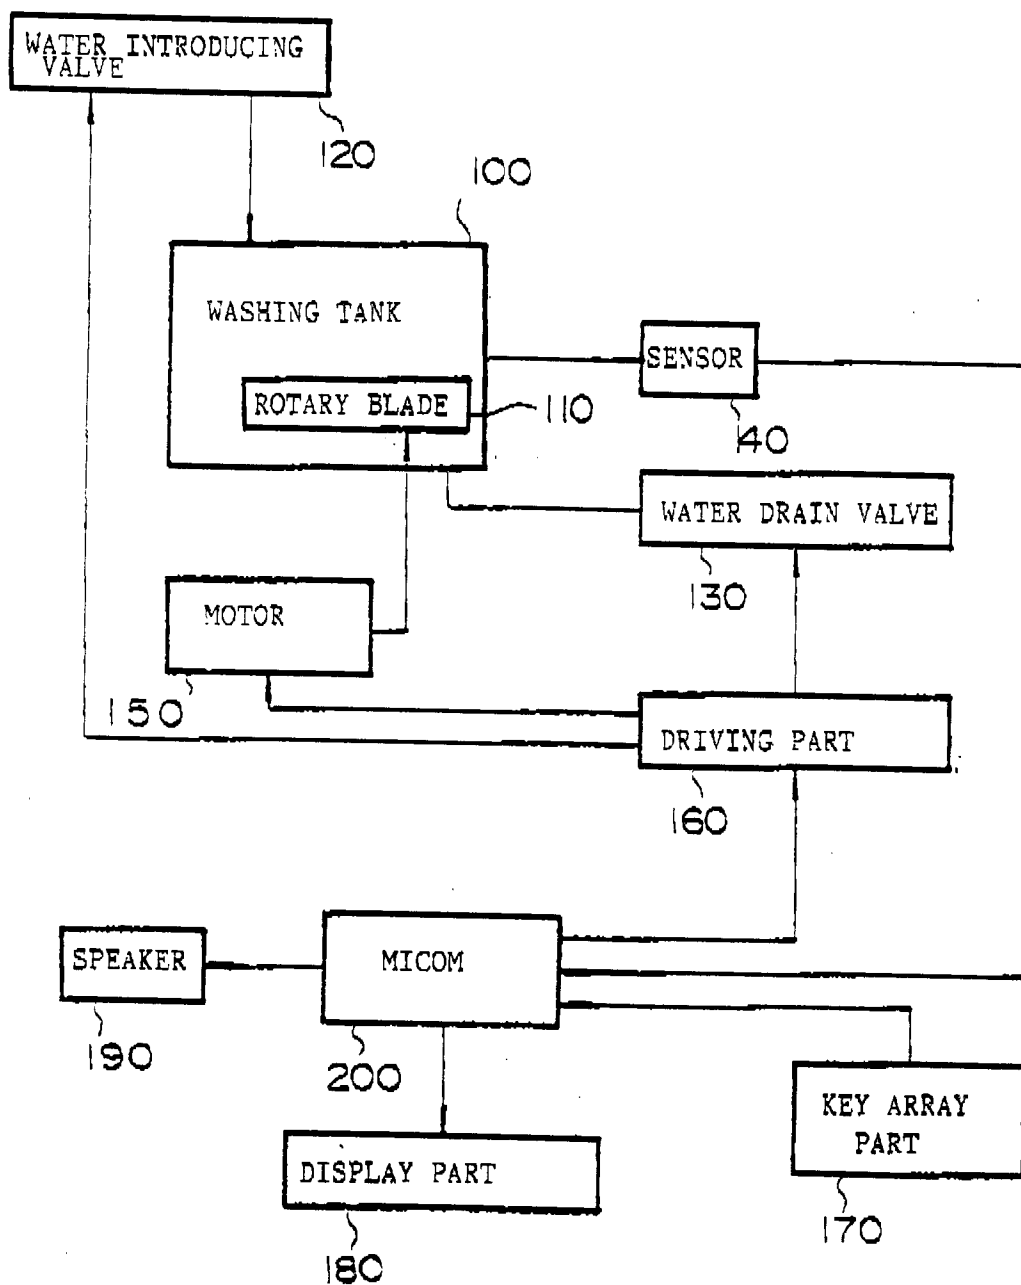 WATER INTRODUCING
VALVE
120
100
WASHING TANK
SENSOR
ROTARY BLADE
110
140
WATER DRAIN VALVE
130
MOTOR
150
DRIVING PART
160
SPEAKER
MICOM
190
200
KEY ARRAY
PART
DISPLAY PART
170
180